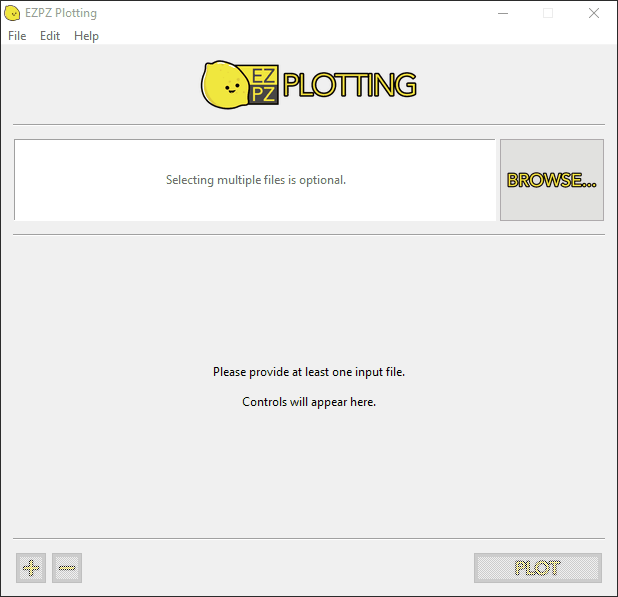 EZPZ Plotting
File Edit Help
EZ
PZ
PLOTTING
Selecting multiple files is optional.
BROWSE...
Please provide at least one input file.
Controls will appear here.
PLOT